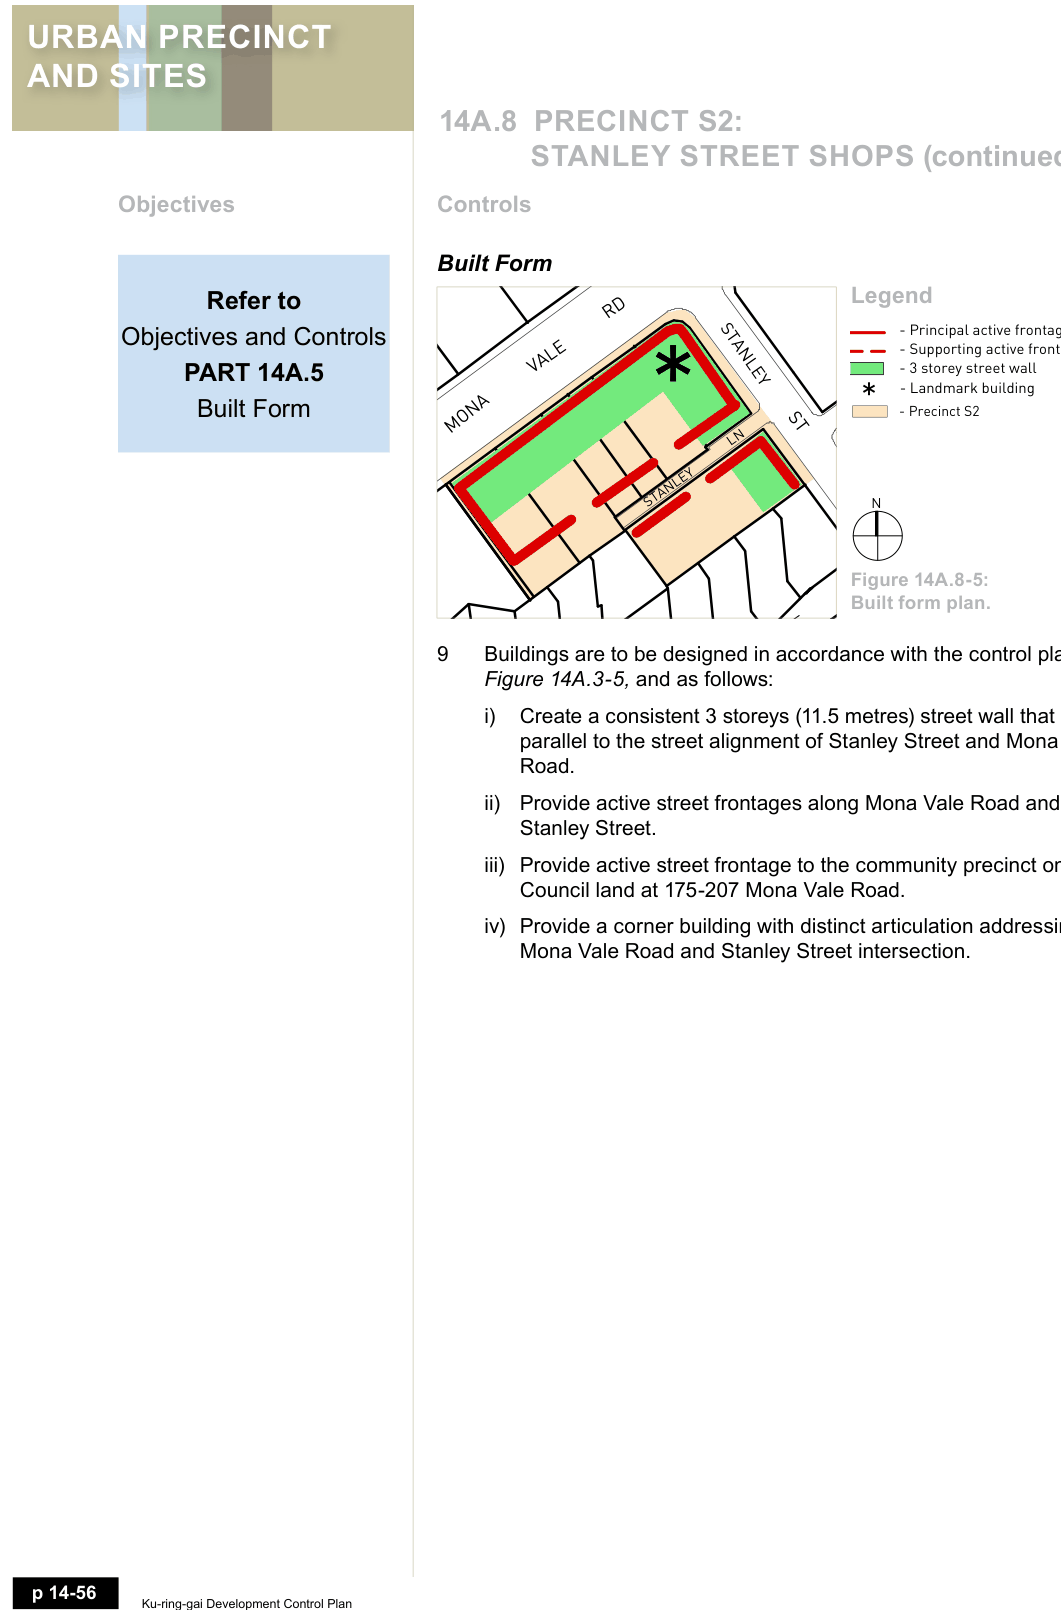 URBAN PRECINCT
AND SITES
14A.8 PRECINCT S2:
STANLEY STREET SHOPS (continued
Objectives
Controls
Refer to
Objectives and Controls
PART 14A.5
Built Form
Built Form
MONA VALE RD
STANLEY ST
STANLEY LN
Legend
- Principal active frontag
- Supporting active front
- 3 storey street wall
- Landmark building
- Precinct S2
N
Figure 14A.8-5:
Built form plan.
9 Buildings are to be designed in accordance with the control pla
Figure 14A.3-5, and as follows:
i) Create a consistent 3 storeys (11.5 metres) street wall that
parallel to the street alignment of Stanley Street and Mona
Road.
ii) Provide active street frontages along Mona Vale Road and
Stanley Street.
iii) Provide active street frontage to the community precinct on
Council land at 175-207 Mona Vale Road.
iv) Provide a corner building with distinct articulation addressin
Mona Vale Road and Stanley Street intersection.
p 14-56
Ku-ring-gai Development Control Plan